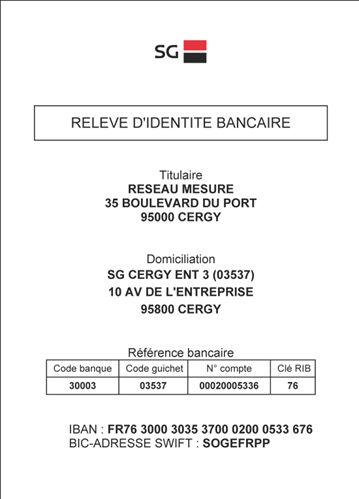 SG
RELEVE D'IDENTITE BANCAIRE
Titulaire
RESEAU MESURE
35 BOULEVARD DU PORT
95000 CERGY
Domiciliation
SG CERGY ENT 3 (03537)
10 AV DE L'ENTREPRISE
95800 CERGY
Référence bancaire
Code banque Code guichet N° compte Clé RIB
30003 03537 00020005336 76
IBAN : FR76 3000 3035 3700 0200 0533 676
BIC-ADRESSE SWIFT : SOGEFRPP